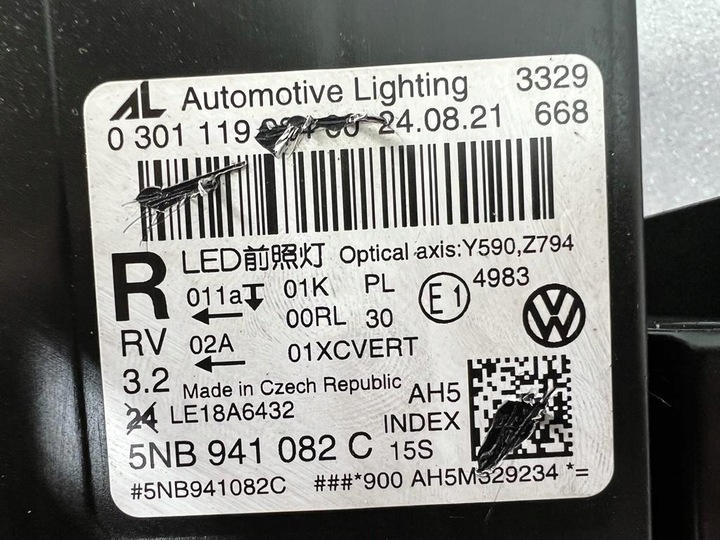 AL Automotive Lighting 3329
0 301 119 24.08.21 668
R LED前照灯 Optical axis:Y590,Z794
011a 01K PL E1 4983
00RL 30
RV 02A 01XCVERT
3.2 Made in Czech Republic AH5
24 LE18A6432 INDEX
5NB 941 082 C 15S
#5NB941082C ###*900 AH5M329234 *=